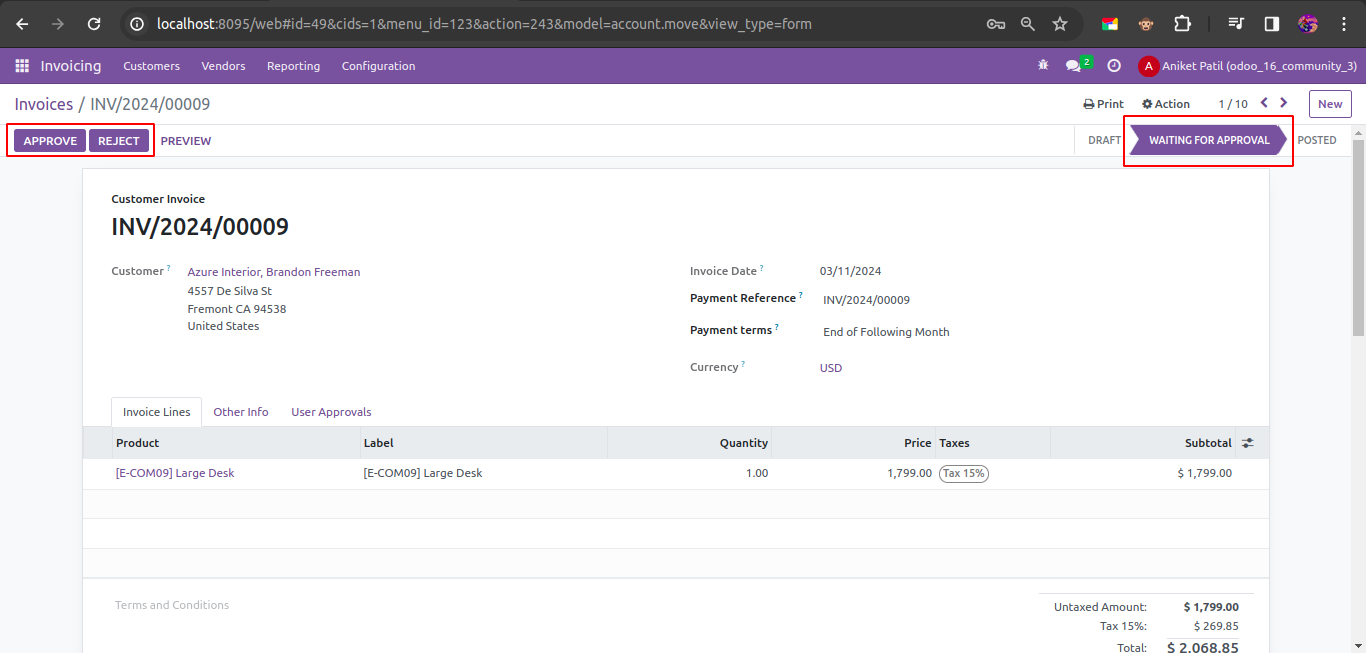 localhost:8095/web#id=49&cids=1&menu_id=123&action=243&model=account.move&view_type=form
Invoicing Customers Vendors Reporting Configuration 2 A Aniket Patil (odoo_16_community_3)
Invoices / INV/2024/00009 Print Action 1 / 10 New
APPROVE REJECT PREVIEW DRAFT WAITING FOR APPROVAL POSTED
Customer Invoice
INV/2024/00009
Customer ? Azure Interior, Brandon Freeman Invoice Date ? 03/11/2024
4557 De Silva St
Payment Reference ? INV/2024/00009
Fremont CA 94538
United States
Payment terms ? End of Following Month
Currency ? USD
Invoice Lines Other Info User Approvals
Product Label Quantity Price Taxes Subtotal
[E-COM09] Large Desk [E-COM09] Large Desk 1.00 1,799.00 Tax 15% $ 1,799.00
Terms and Conditions Untaxed Amount: $ 1,799.00
Tax 15%: $ 269.85
Total: $ 2,068.85